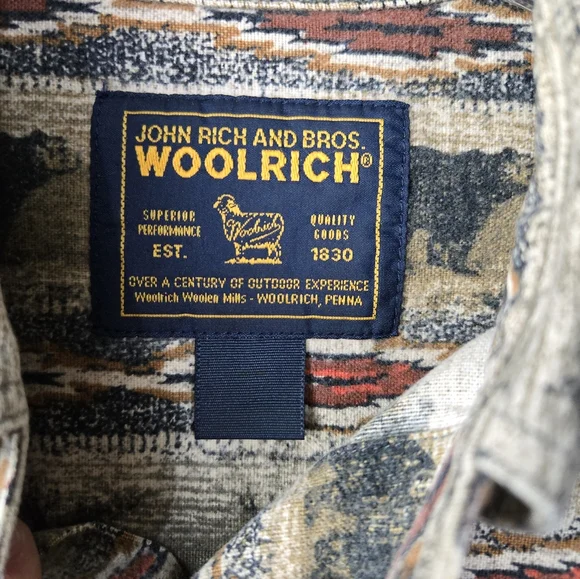 JOHN RICH AND BROS.
WOOLRICH®
SUPERIOR
PERFORMANCE
EST.
Woolrich
QUALITY
GOODS
1830
OVER A CENTURY OF OUTDOOR EXPERIENCE
Woolrich Woolen Mills - WOOLRICH, PENNA